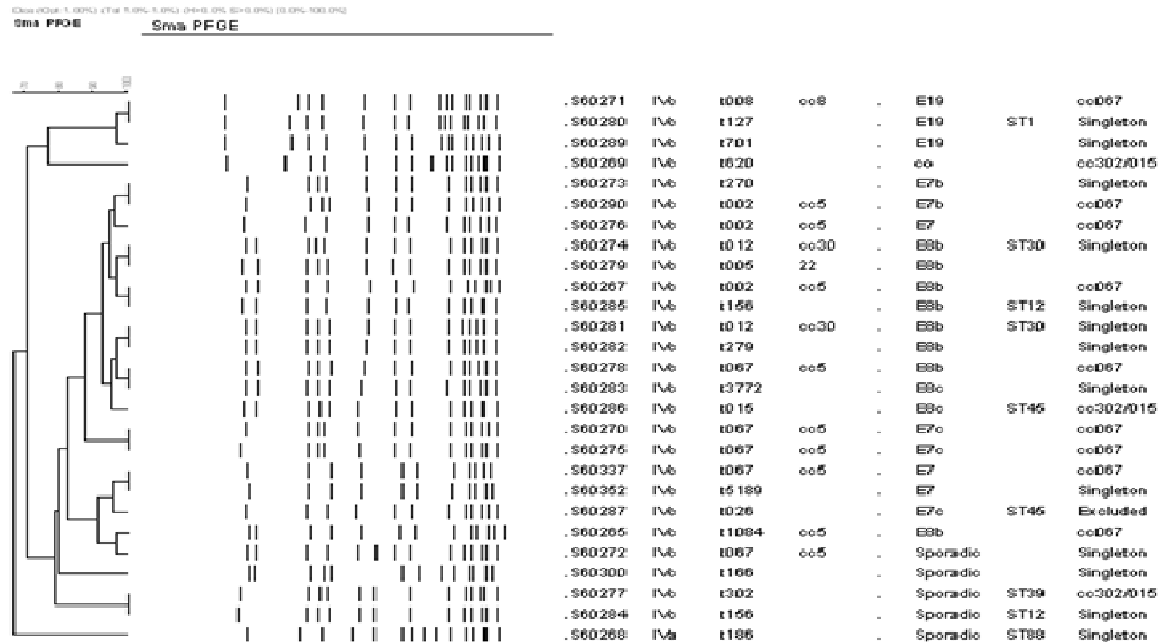 Sma PFGE
Sma PFGE
70 80 90 100
.S60271 IVb t008 cc8 . E19 cc067
.S60280 IVb t127 . E19 ST1 Singleton
.S60289 IVb t701 . E19 Singleton
.S60269 IVb t620 cc cc302/015
.S60273 IVb t270 . E7b Singleton
.S60290 IVb t002 cc5 . E7b cc067
.S60276 IVb t002 cc5 . E7 cc067
.S60274 IVb t012 cc30 . E8b ST30 Singleton
.S60279 IVb t005 22 . E8b
.S60267 IVb t002 cc5 . E8b cc067
.S60285 IVb t156 . E8b ST12 Singleton
.S60281 IVb t012 cc30 . E8b ST30 Singleton
.S60282 IVb t279 . E8b Singleton
.S60278 IVb t067 cc5 . E8b cc067
.S60283 IVb t3772 . E8c Singleton
.S60286 IVb t015 . E8c ST45 cc302/015
.S60270 IVb t067 cc5 . E7c cc067
.S60275 IVb t067 cc5 . E7c cc067
.S60337 IVb t067 cc5 . E7 cc067
.S60352 IVb t5189 . E7 Singleton
.S60287 IVb t026 . E7c ST45 Excluded
.S60265 IVb t1084 cc5 . E8b cc067
.S60272 IVb t067 cc5 . Sporadic Singleton
.S60300 IVb t166 . Sporadic Singleton
.S60277 IVb t302 . Sporadic ST39 cc302/015
.S60284 IVb t156 . Sporadic ST12 Singleton
.S60268 IVa t186 . Sporadic ST88 Singleton